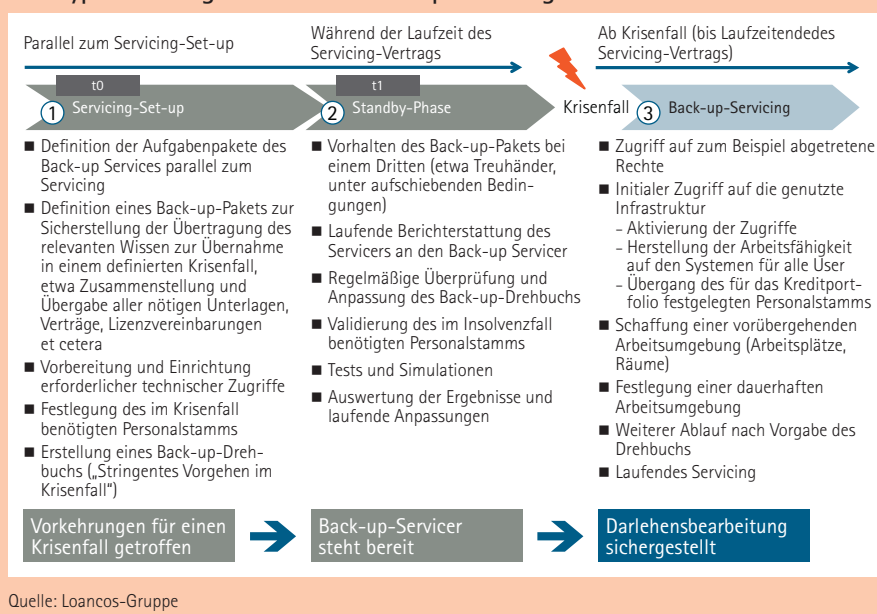 Parallel zum Servicing-Set-up
t0
1 Servicing-Set-up
■ Definition der Aufgabenpakete des
Back-up Services parallel zum
Servicing
■ Definition eines Back-up-Pakets zur
Sicherstellung der Übertragung des
relevanten Wissen zur Übernahme
in einem definierten Krisenfall,
etwa Zusammenstellung und
Übergabe aller nötigen Unterlagen,
Verträge, Lizenzvereinbarungen
et cetera
■ Vorbereitung und Einrichtung
erforderlicher technischer Zugriffe
■ Festlegung des im Krisenfall
benötigten Personalstamms
■ Erstellung eines Back-up-Dreh-
buchs („Stringentes Vorgehen im
Krisenfall")
Vorkehrungen für einen
Krisenfall getroffen
Während der Laufzeit des
Servicing-Vertrags
t1
2 Standby-Phase
■ Vorhalten des Back-up-Pakets bei
einem Dritten (etwa Treuhänder,
unter aufschiebenden Bedin-
gungen)
■ Laufende Berichterstattung des
Servicers an den Back-up Servicer
■ Regelmäßige Überprüfung und
Anpassung des Back-up-Drehbuchs
■ Validierung des im Insolvenzfall
benötigten Personalstamms
■ Tests und Simulationen
■ Auswertung der Ergebnisse und
laufende Anpassungen
Back-up-Servicer
steht bereit
Krisenfall
Ab Krisenfall (bis Laufzeitendedes
Servicing-Vertrags)
3 Back-up-Servicing
■ Zugriff auf zum Beispiel abgetretene
Rechte
■ Initialer Zugriff auf die genutzte
Infrastruktur
– Aktivierung der Zugriffe
– Herstellung der Arbeitsfähigkeit
auf den Systemen für alle User
– Übergang des für das Kreditport-
folio festgelegten Personalstamms
■ Schaffung einer vorübergehenden
Arbeitsumgebung (Arbeitsplätze,
Räume)
■ Festlegung einer dauerhaften
Arbeitsumgebung
■ Weiterer Ablauf nach Vorgabe des
Drehbuchs
■ Laufendes Servicing
Darlehensbearbeitung
sichergestellt
Quelle: Loancos-Gruppe